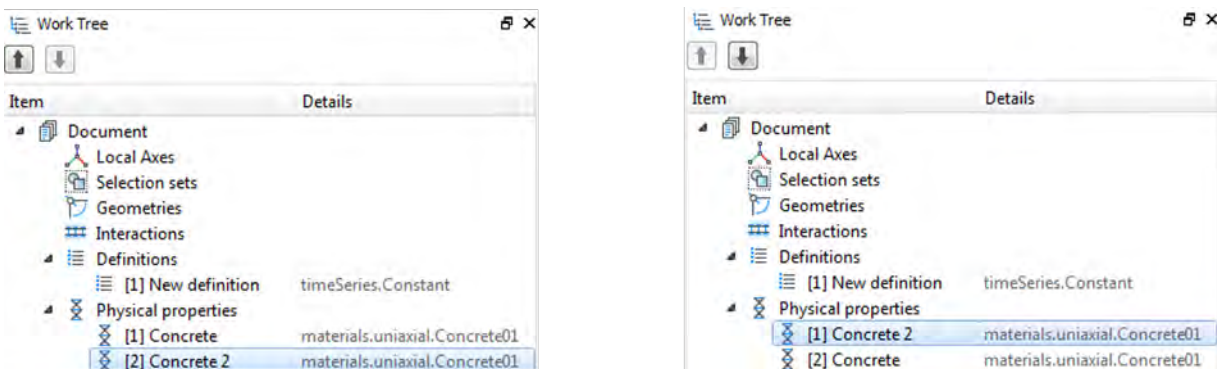 Work Tree
Item Details
Document
Local Axes
Selection sets
Geometries
Interactions
Definitions
[1] New definition timeSeries.Constant
Physical properties
[1] Concrete materials.uniaxial.Concrete01
[2] Concrete 2 materials.uniaxial.Concrete01
Work Tree
Item Details
Document
Local Axes
Selection sets
Geometries
Interactions
Definitions
[1] New definition timeSeries.Constant
Physical properties
[1] Concrete 2 materials.uniaxial.Concrete01
[2] Concrete materials.uniaxial.Concrete01